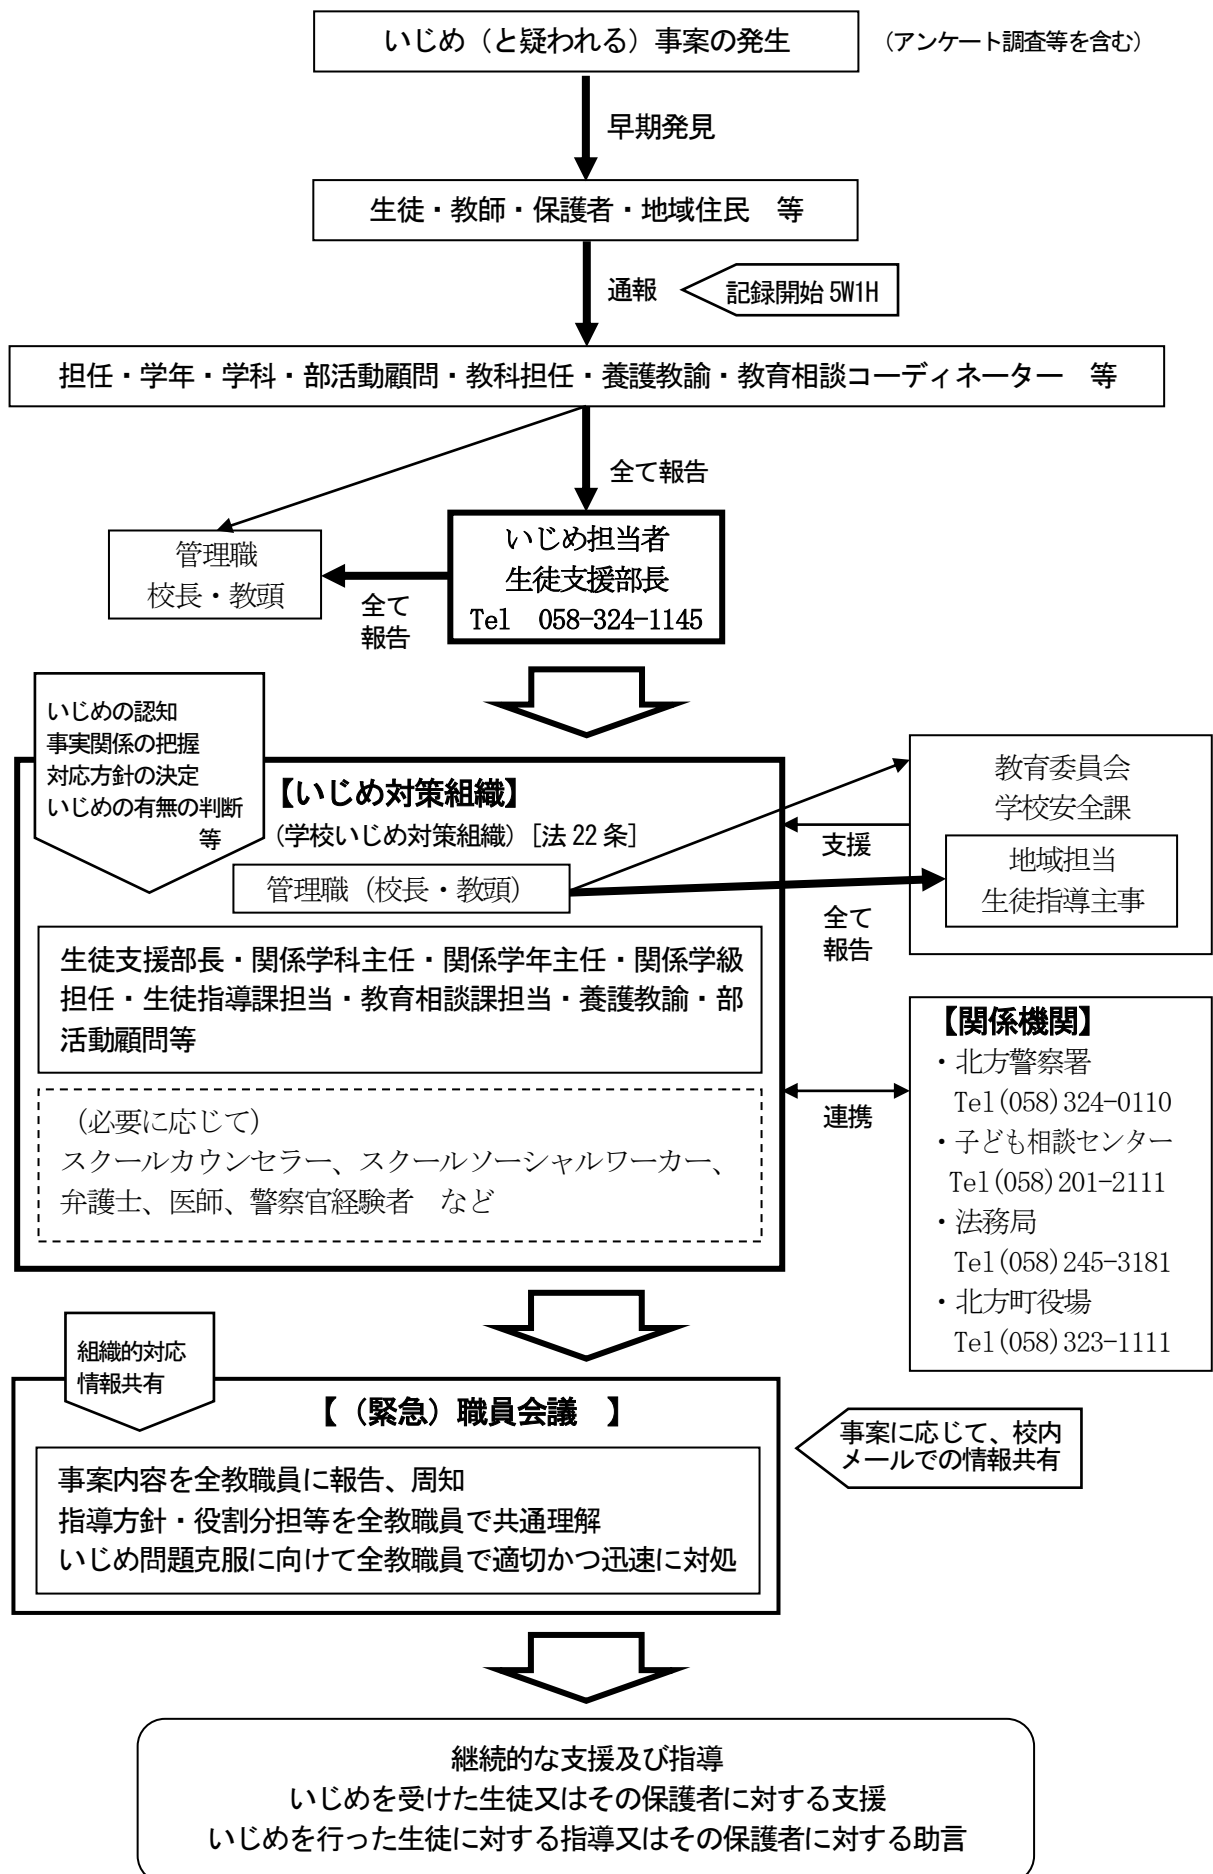 いじめ（と疑われる）事案の発生
（アンケート調査等を含む）
早期発見
生徒・教師・保護者・地域住民　等
通報
記録開始 5W1H
担任・学年・学科・部活動顧問・教科担任・養護教諭・教育相談コーディネーター　等
全て報告
いじめ担当者
生徒支援部長
Tel　058-324-1145
管理職
校長・教頭
全て
報告
いじめの認知
事実関係の把握
対応方針の決定
いじめの有無の判断
等
【いじめ対策組織】
（学校いじめ対策組織）[法 22 条]
管理職（校長・教頭）
生徒支援部長・関係学科主任・関係学年主任・関係学級
担任・生徒指導課担当・教育相談課担当・養護教諭・部
活動顧問等
（必要に応じて）
スクールカウンセラー、スクールソーシャルワーカー、
弁護士、医師、警察官経験者　など
教育委員会
学校安全課
支援
地域担当
生徒指導主事
全て
報告
【関係機関】
・北方警察署
Tel(058)324-0110
・子ども相談センター
Tel(058)201-2111
・法務局
Tel(058)245-3181
・北方町役場
Tel(058)323-1111
連携
組織的対応
情報共有
【（緊急）職員会議　】
事案内容を全教職員に報告、周知
指導方針・役割分担等を全教職員で共通理解
いじめ問題克服に向けて全教職員で適切かつ迅速に対処
事案に応じて、校内
メールでの情報共有
継続的な支援及び指導
いじめを受けた生徒又はその保護者に対する支援
いじめを行った生徒に対する指導又はその保護者に対する助言